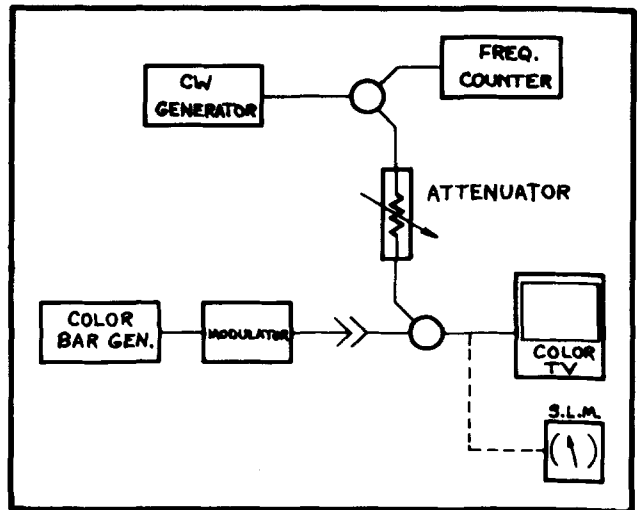 CW
GENERATOR
FREQ.
COUNTER
ATTENUATOR
COLOR
BAR GEN.
MODULATOR
COLOR
TV
S.L.M.